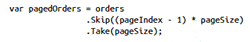 var pagedOrders = orders
.Skip((pageIndex - 1) * pageSize)
.Take(pageSize);